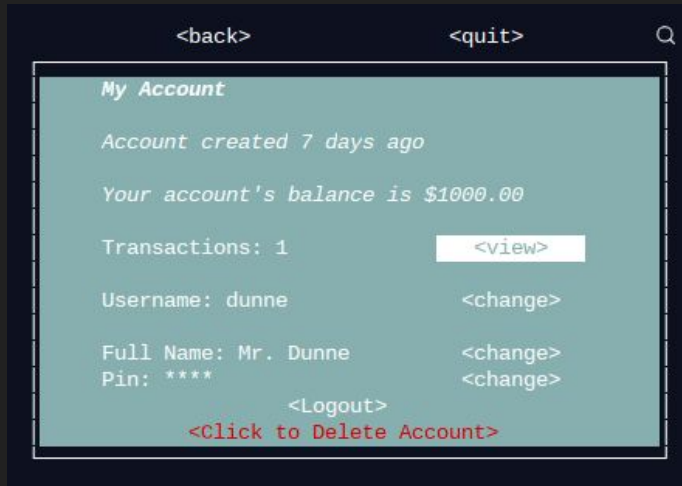 <back> <quit>
My Account
Account created 7 days ago
Your account's balance is $1000.00
Transactions: 1 <view>
Username: dunne <change>
Full Name: Mr. Dunne <change>
Pin: **** <change>
<Logout>
<Click to Delete Account>